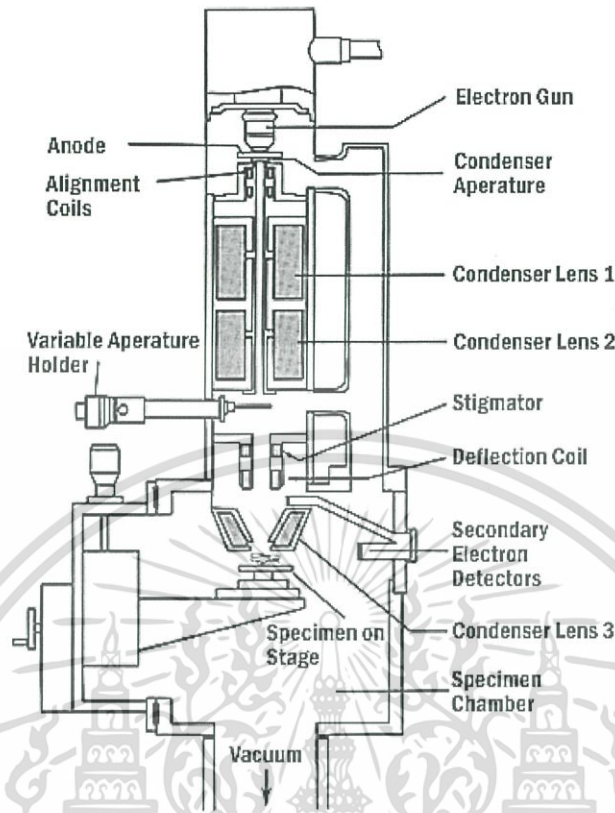 Electron Gun
Anode
Condenser
Aperature
Alignment
Coils
Condenser Lens 1
Variable Aperature
Holder
Condenser Lens 2
Stigmator
Deflection Coil
Secondary
Electron
Detectors
Specimen on
Stage
Condenser Lens 3
Specimen
Chamber
Vacuum